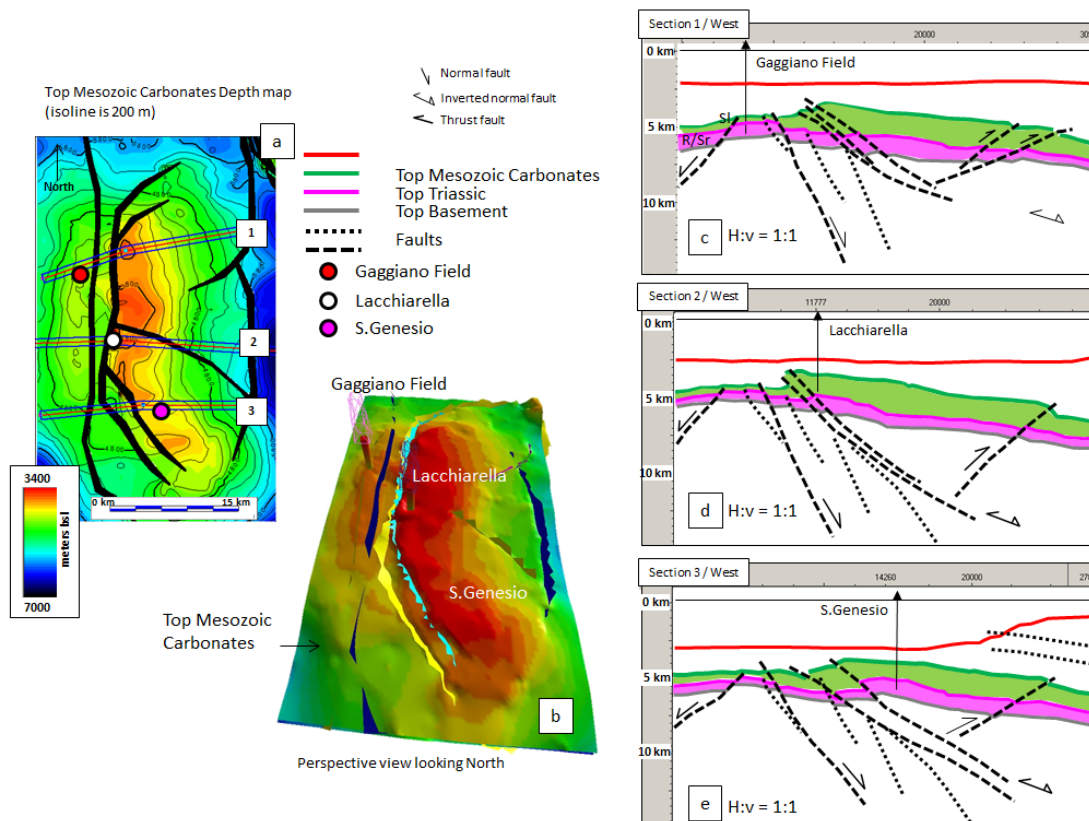 Top Mesozoic Carbonates Depth map
(isoline is 200 m)
a
North
1
2
3
4800
4800
0 km
15 km
3400
meters bsl
7000
Normal fault
Inverted normal fault
Thrust fault
Top Mesozoic Carbonates
Top Triassic
Top Basement
Faults
Gaggiano Field
Lacchiarella
S.Genesio
Gaggiano Field
Lacchiarella
S.Genesio
Top Mesozoic
Carbonates
b
Perspective view looking North
Section 1 / West
20000
0 km
Gaggiano Field
5 km
R/Sr
10 km
c
H:v = 1:1
Section 2 / West
11777
20000
0 km
Lacchiarella
5 km
10 km
d
H:v = 1:1
Section 3 / West
14260
20000
0 km
S.Genesio
5 km
10 km
e
H:v = 1:1